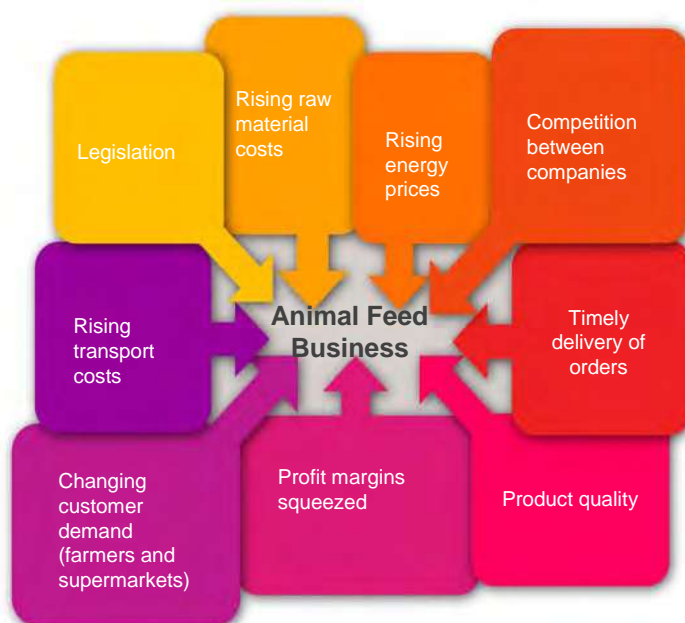 Legislation
Rising raw
material
costs
Rising
energy
prices
Competition
between
companies
Rising
transport
costs
Animal Feed
Business
Timely
delivery of
orders
Changing
customer
demand
(farmers and
supermarkets)
Profit margins
squeezed
Product quality